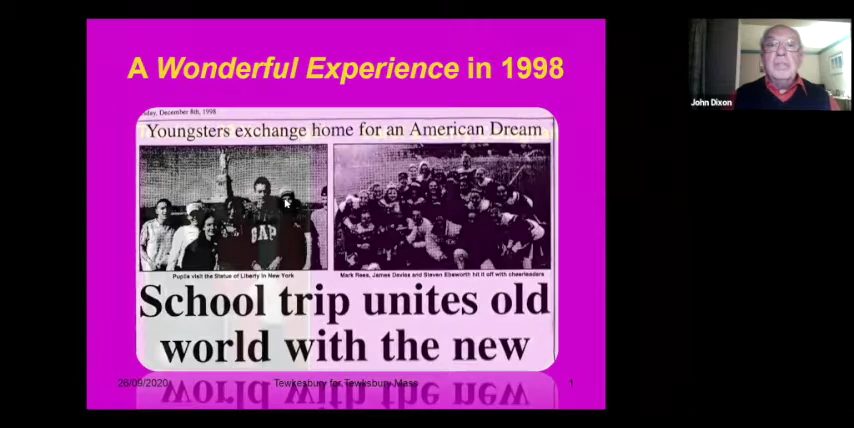 A Wonderful Experience in 1998
John Dixon
day, December 8th, 1998
Youngsters exchange home for an American Dream
GAP
Pupils visit the Statue of Liberty in New York
Mark Rees, James Davies and Steven Ebsworth hit it off with cheerleaders
School trip unites old
world with the new
26/09/2020
Tewkesbury for Tewksbury Mass
1